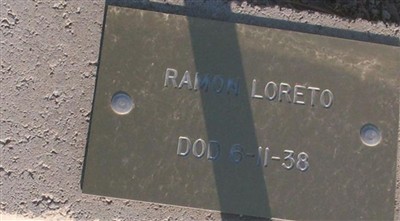 RAMON LORETO
DOD 6-11-38